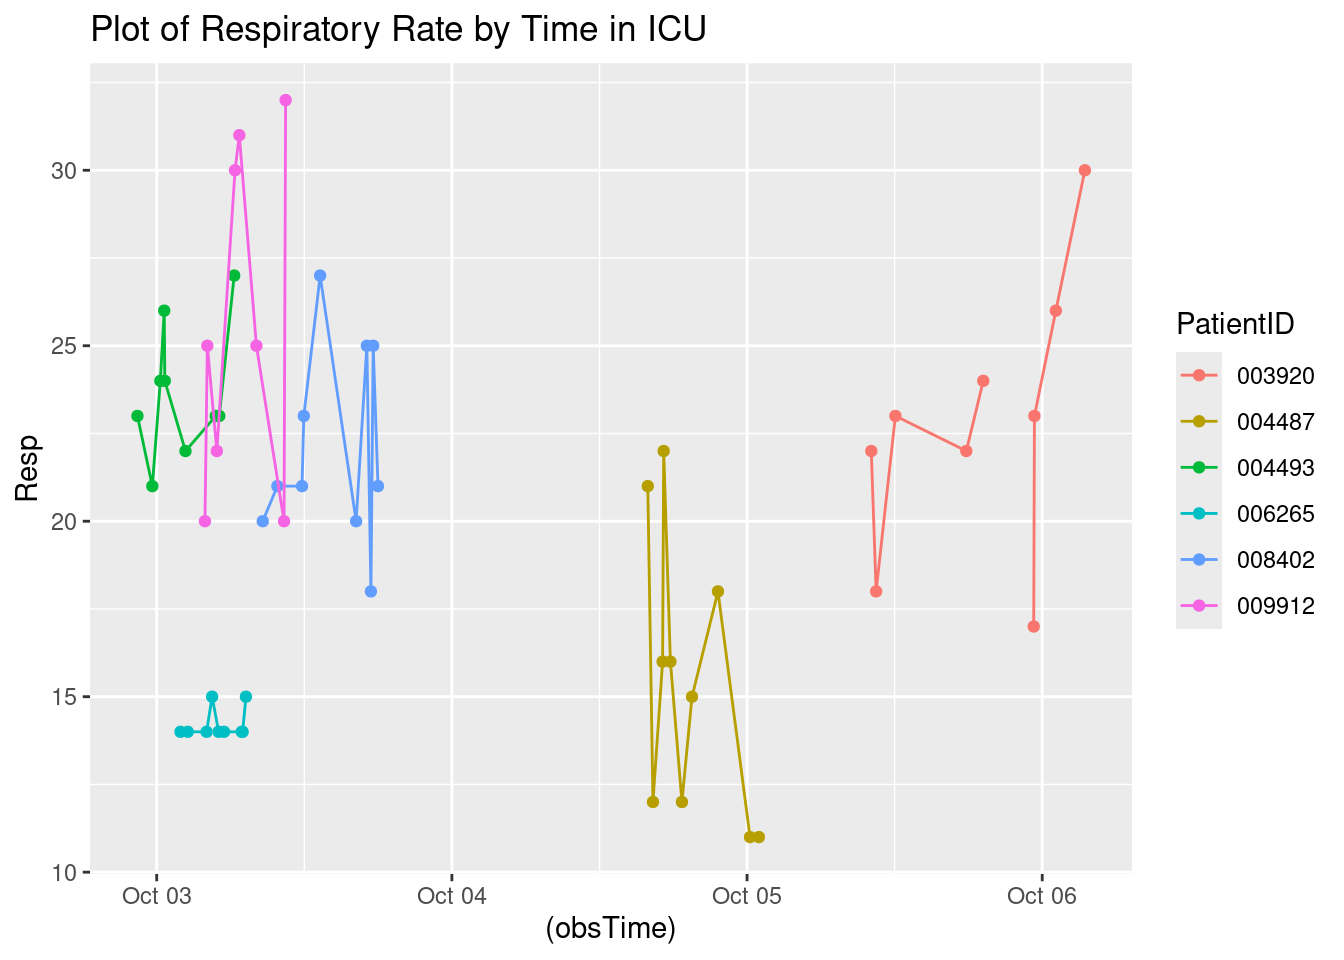 Plot of Respiratory Rate by Time in ICU
30
25
20
15
10
Resp
Oct 03
Oct 04
Oct 05
Oct 06
(obsTime)
PatientID
003920
004487
004493
006265
008402
009912